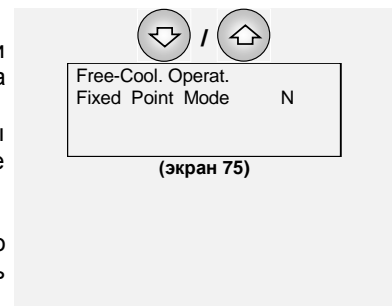 /
Free-Cool. Operat.
Fixed Point Mode N
(экран 75)